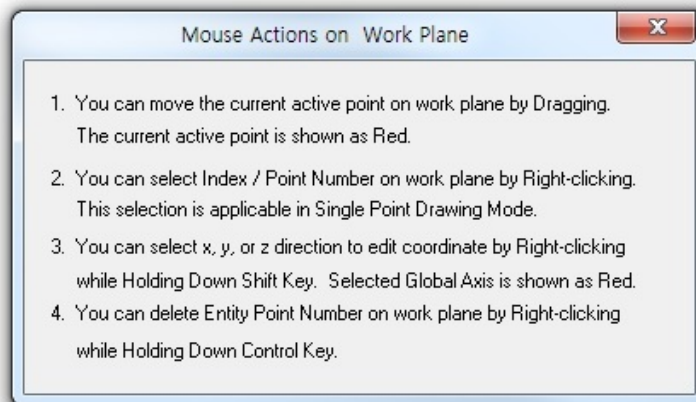 Mouse Actions on Work Plane
1. You can move the current active point on work plane by Dragging.
The current active point is shown as Red.
2. You can select Index / Point Number on work plane by Right-clicking.
This selection is applicable in Single Point Drawing Mode.
3. You can select x, y, or z direction to edit coordinate by Right-clicking
while Holding Down Shift Key. Selected Global Axis is shown as Red.
4. You can delete Entity Point Number on work plane by Right-clicking
while Holding Down Control Key.